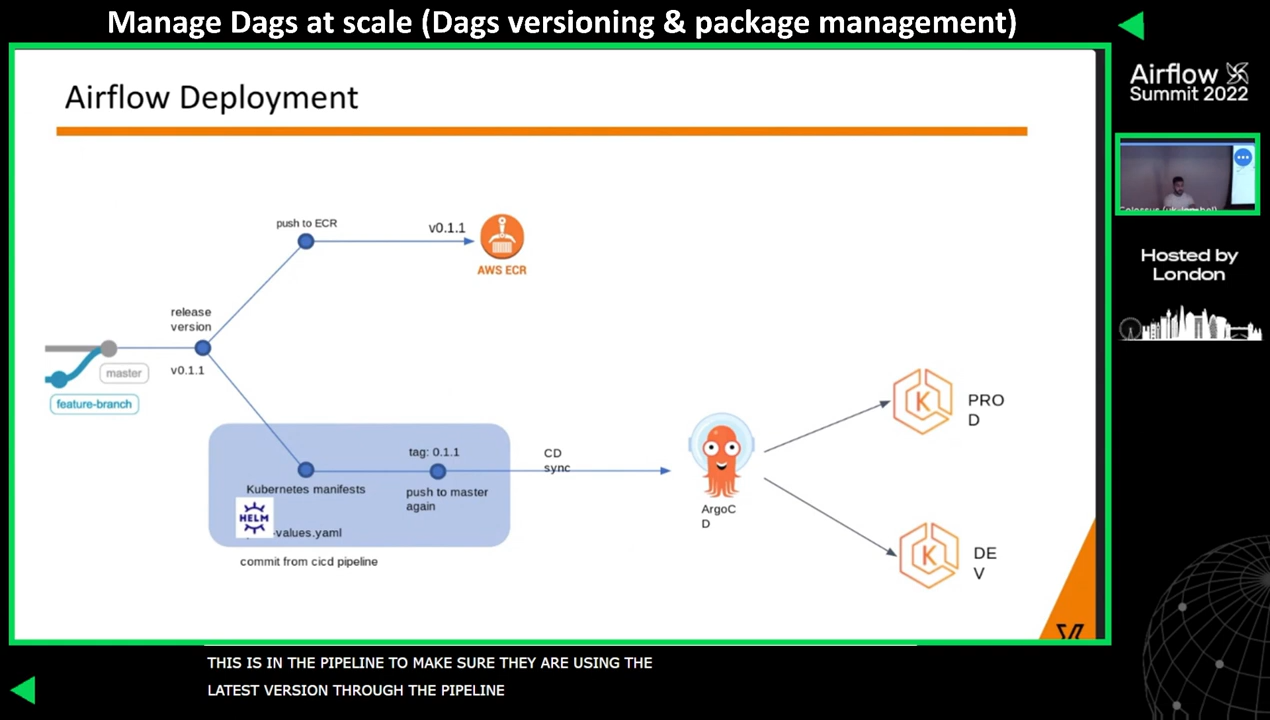 Manage Dags at scale (Dags versioning & package management)
Airflow
Summit 2022
Airflow Deployment
push to ECR
v0.1.1
AWS ECR
release
version
v0.1.1
master
feature-branch
tag: 0.1.1
Kubernetes manifests
push to master
again
HELM
-values.yaml
commit from cicd pipeline
CD
sync
ArgoC
D
K
PRO
D
K
DE
V
Hosted by
London
THIS IS IN THE PIPELINE TO MAKE SURE THEY ARE USING THE
LATEST VERSION THROUGH THE PIPELINE